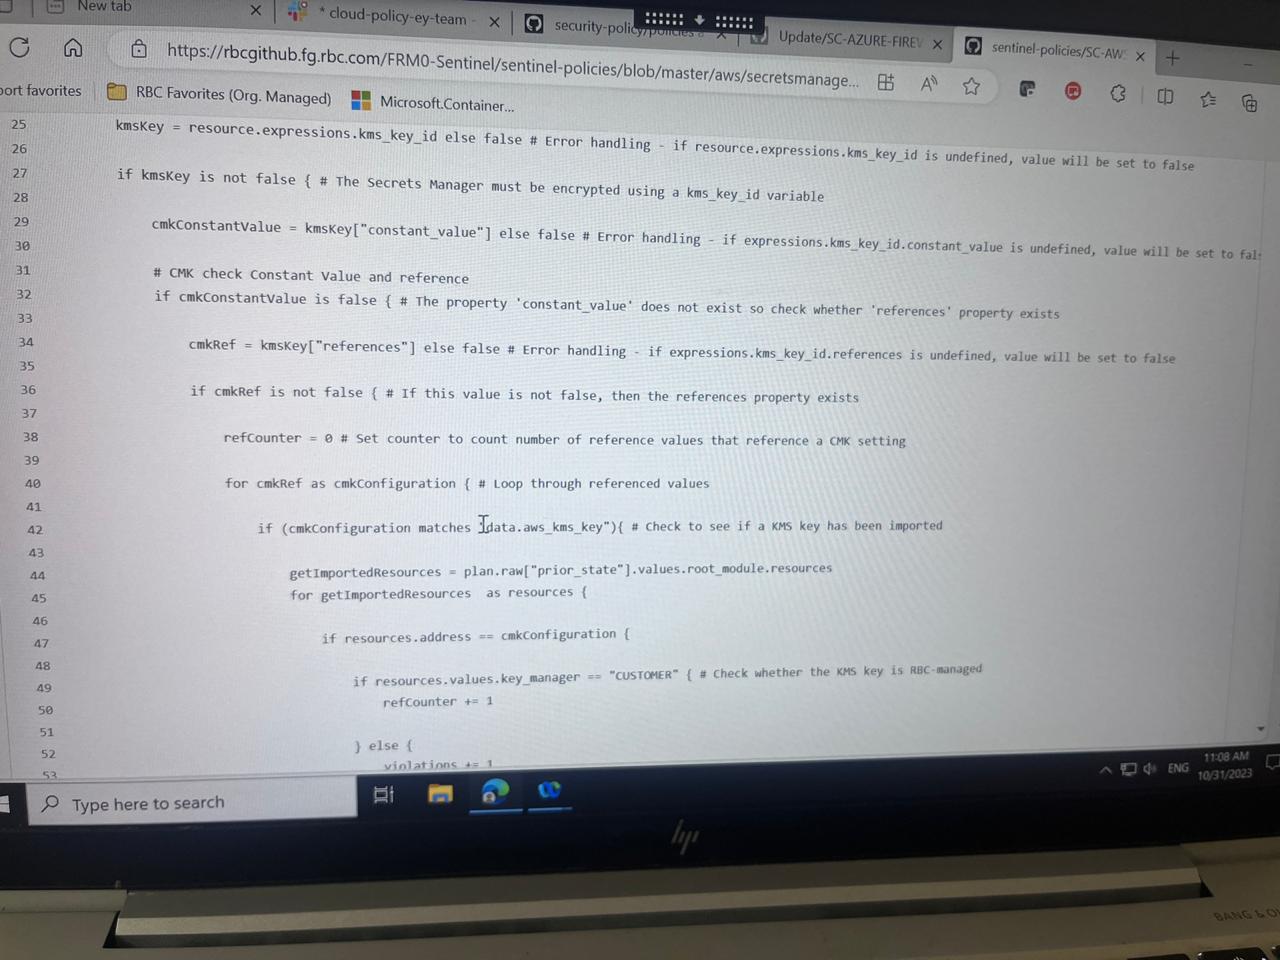 New tab
* cloud-policy-ey-team -
security-policy/policies
Update/SC-AZURE-FIREW
sentinel-policies/SC-AWS
https://rbcgithub.fg.rbc.com/FRM0-Sentinel/sentinel-policies/blob/master/aws/secretsmanage...
port favorites
RBC Favorites (Org. Managed)
Microsoft.Container...
25 kmsKey = resource.expressions.kms_key_id else false # Error handling - if resource.expressions.kms_key_id is undefined, value will be set to false
26
27 if kmsKey is not false { # The Secrets Manager must be encrypted using a kms_key_id variable
28
29 cmkConstantValue = kmsKey["constant_value"] else false # Error handling - if expressions.kms_key_id.constant_value is undefined, value will be set to fal
30
31 # CMK check Constant Value and reference
32 if cmkConstantValue is false { # The property 'constant_value' does not exist so check whether 'references' property exists
33
34 cmkRef = kmsKey["references"] else false # Error handling - if expressions.kms_key_id.references is undefined, value will be set to false
35
36 if cmkRef is not false { # If this value is not false, then the references property exists
37
38 refCounter = 0 # Set counter to count number of reference values that reference a CMK setting
39
40 for cmkRef as cmkConfiguration { # Loop through referenced values
41
42 if (cmkConfiguration matches "data.aws_kms_key"){ # Check to see if a KMS key has been imported
43
44 getImportedResources = plan.raw["prior_state"].values.root_module.resources
45 for getImportedResources as resources {
46
47 if resources.address == cmkConfiguration {
48
49 if resources.values.key_manager == "CUSTOMER" { # Check whether the KMS key is RBC-managed
50 refCounter += 1
51
52 } else {
53 violations += 1
Type here to search
ENG
11:08 AM
10/31/2023
hp
BANG & O